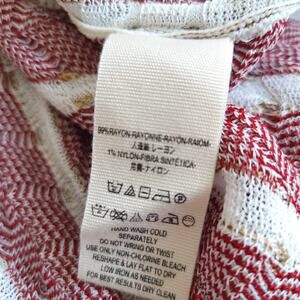 99%RAYON-RAYONNE-RAYON-RAIOM-
人造絲-レーヨン
1% NYLON-FIBRA SINTÉTICA-
尼龍-ナイロン
HAND WASH COLD
SEPARATELY
DO NOT WRING OR TWIST
USE ONLY NON-CHLORINE BLEACH
RESHAPE & LAY FLAT TO DRY
LOW IRON AS NEEDED
FOR BEST RESULTS DRY CLEAN